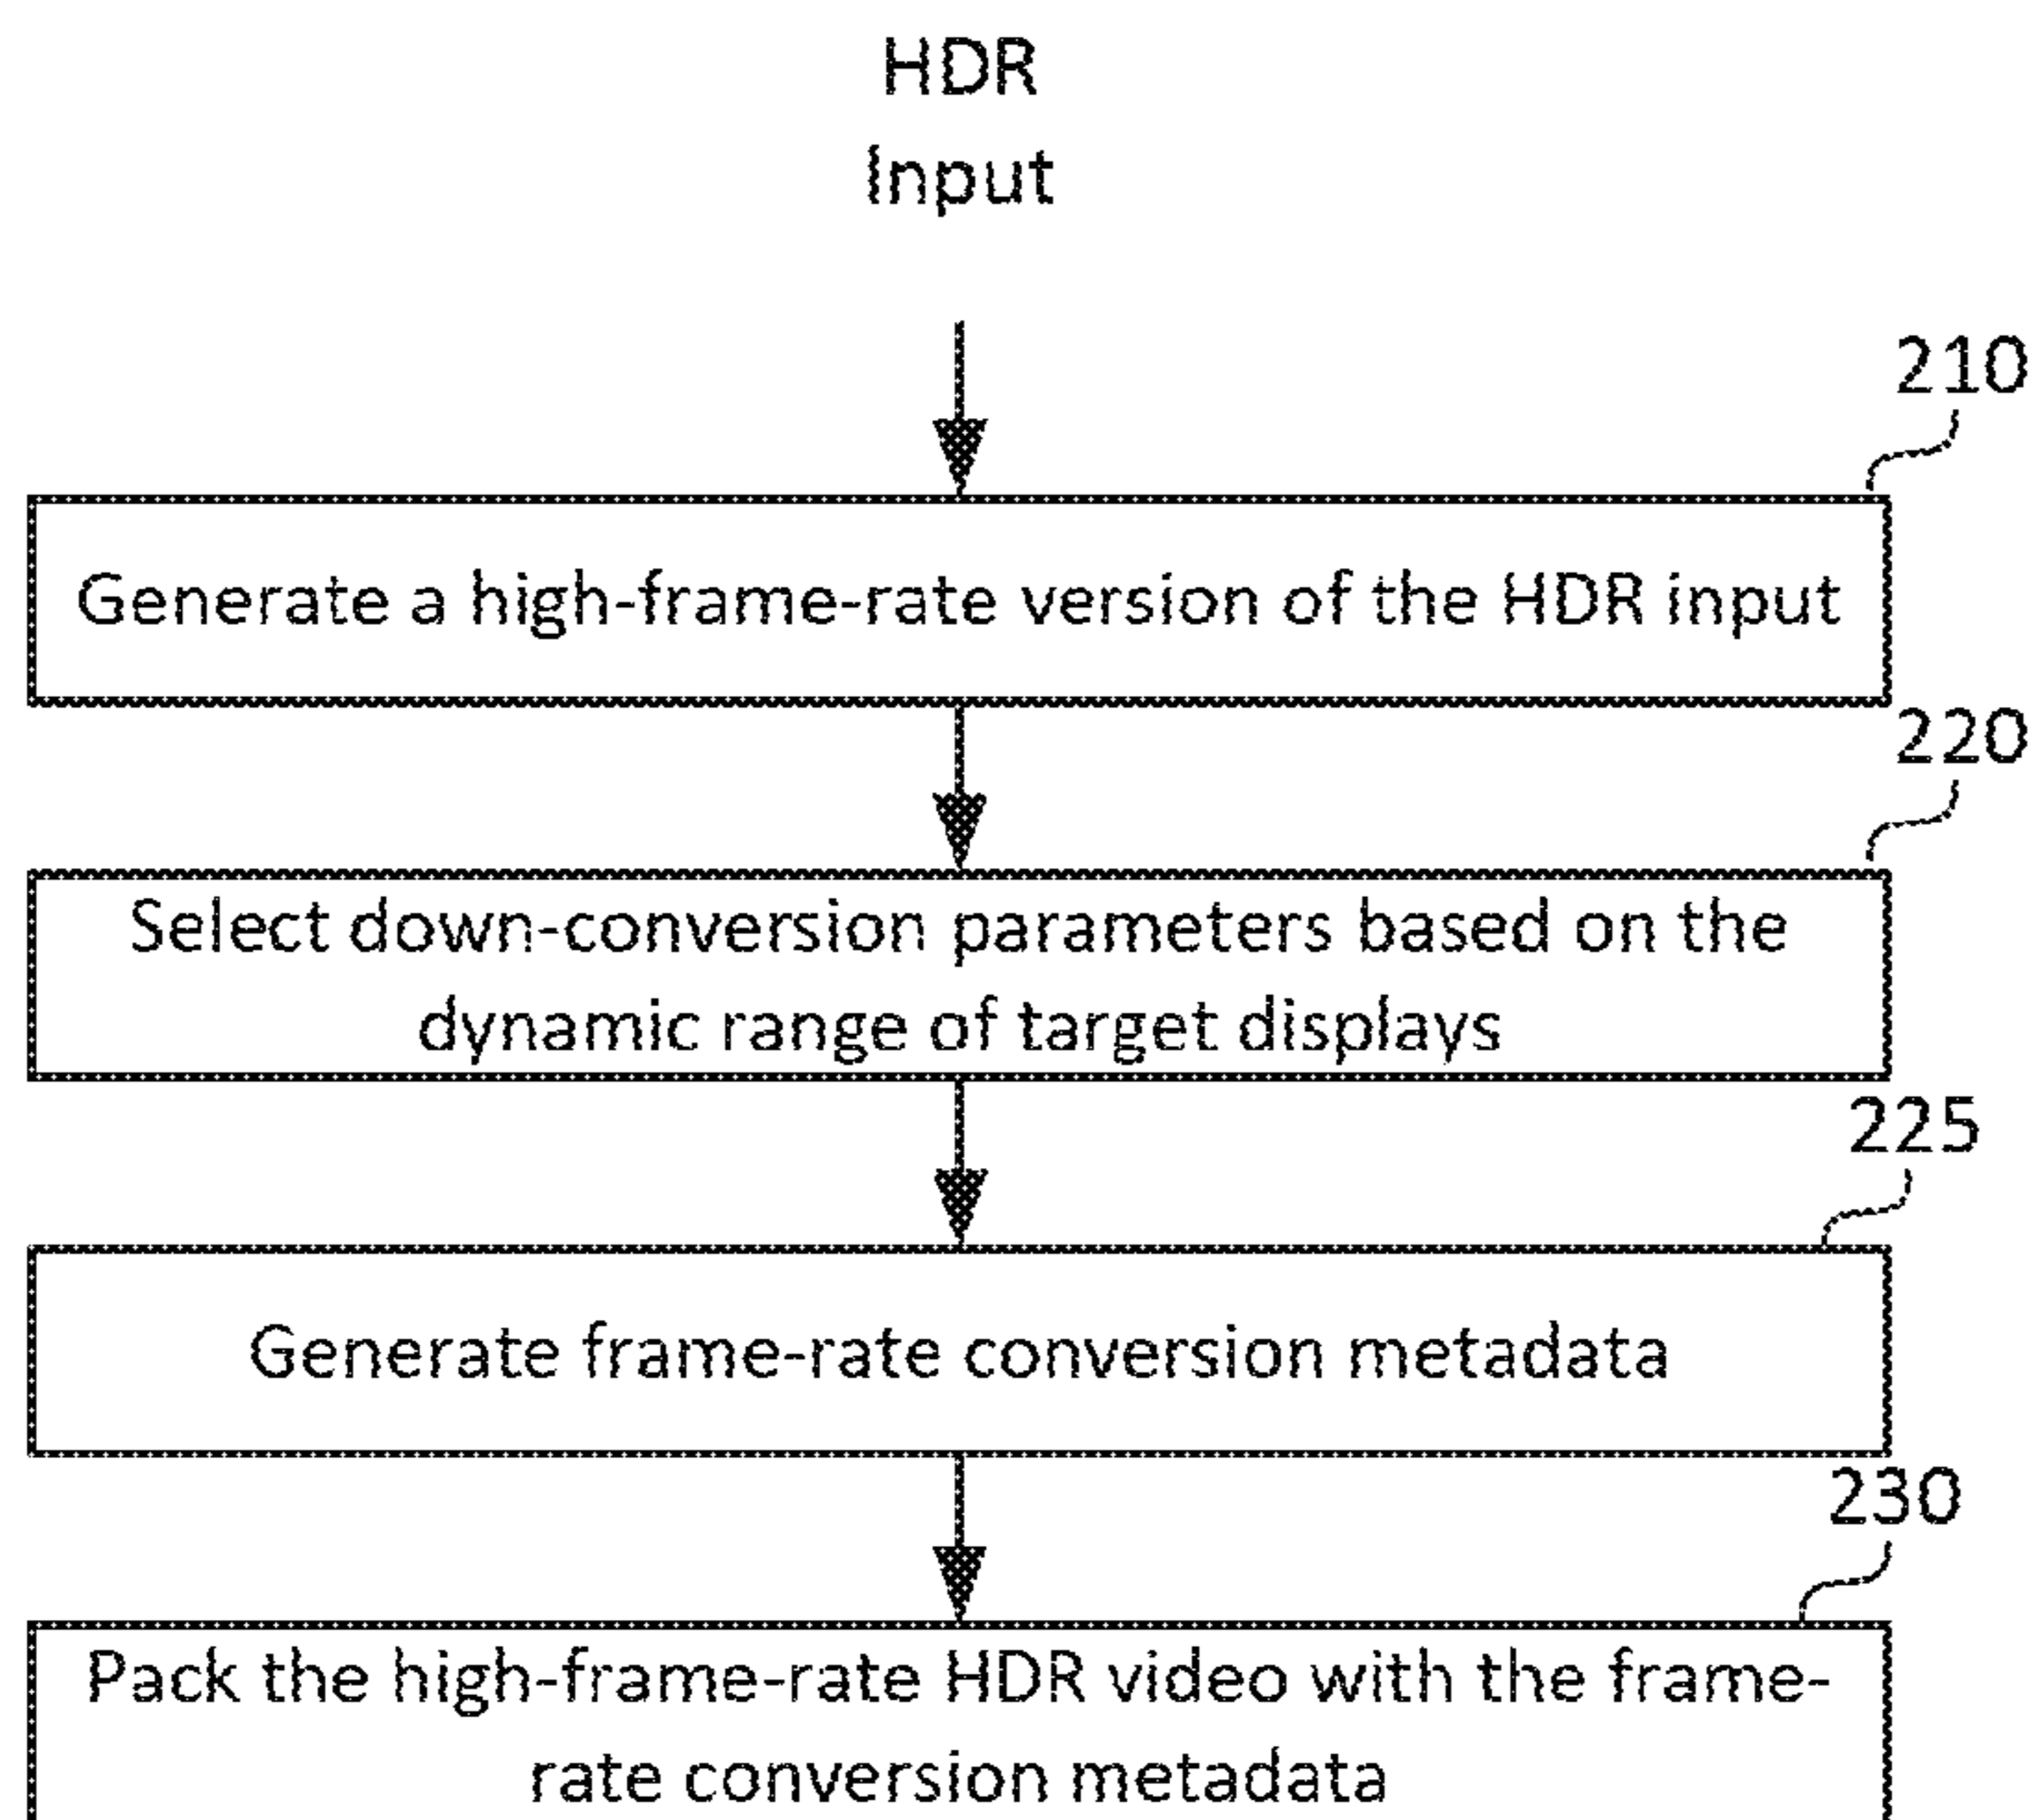 HDR
Input
210
Generate a high-frame-rate version of the HDR input
220
Select down-conversion parameters based on the
dynamic range of target displays
225
Generate frame-rate conversion metadata
230
Pack the high-frame-rate HDR video with the frame-
rate conversion metadata